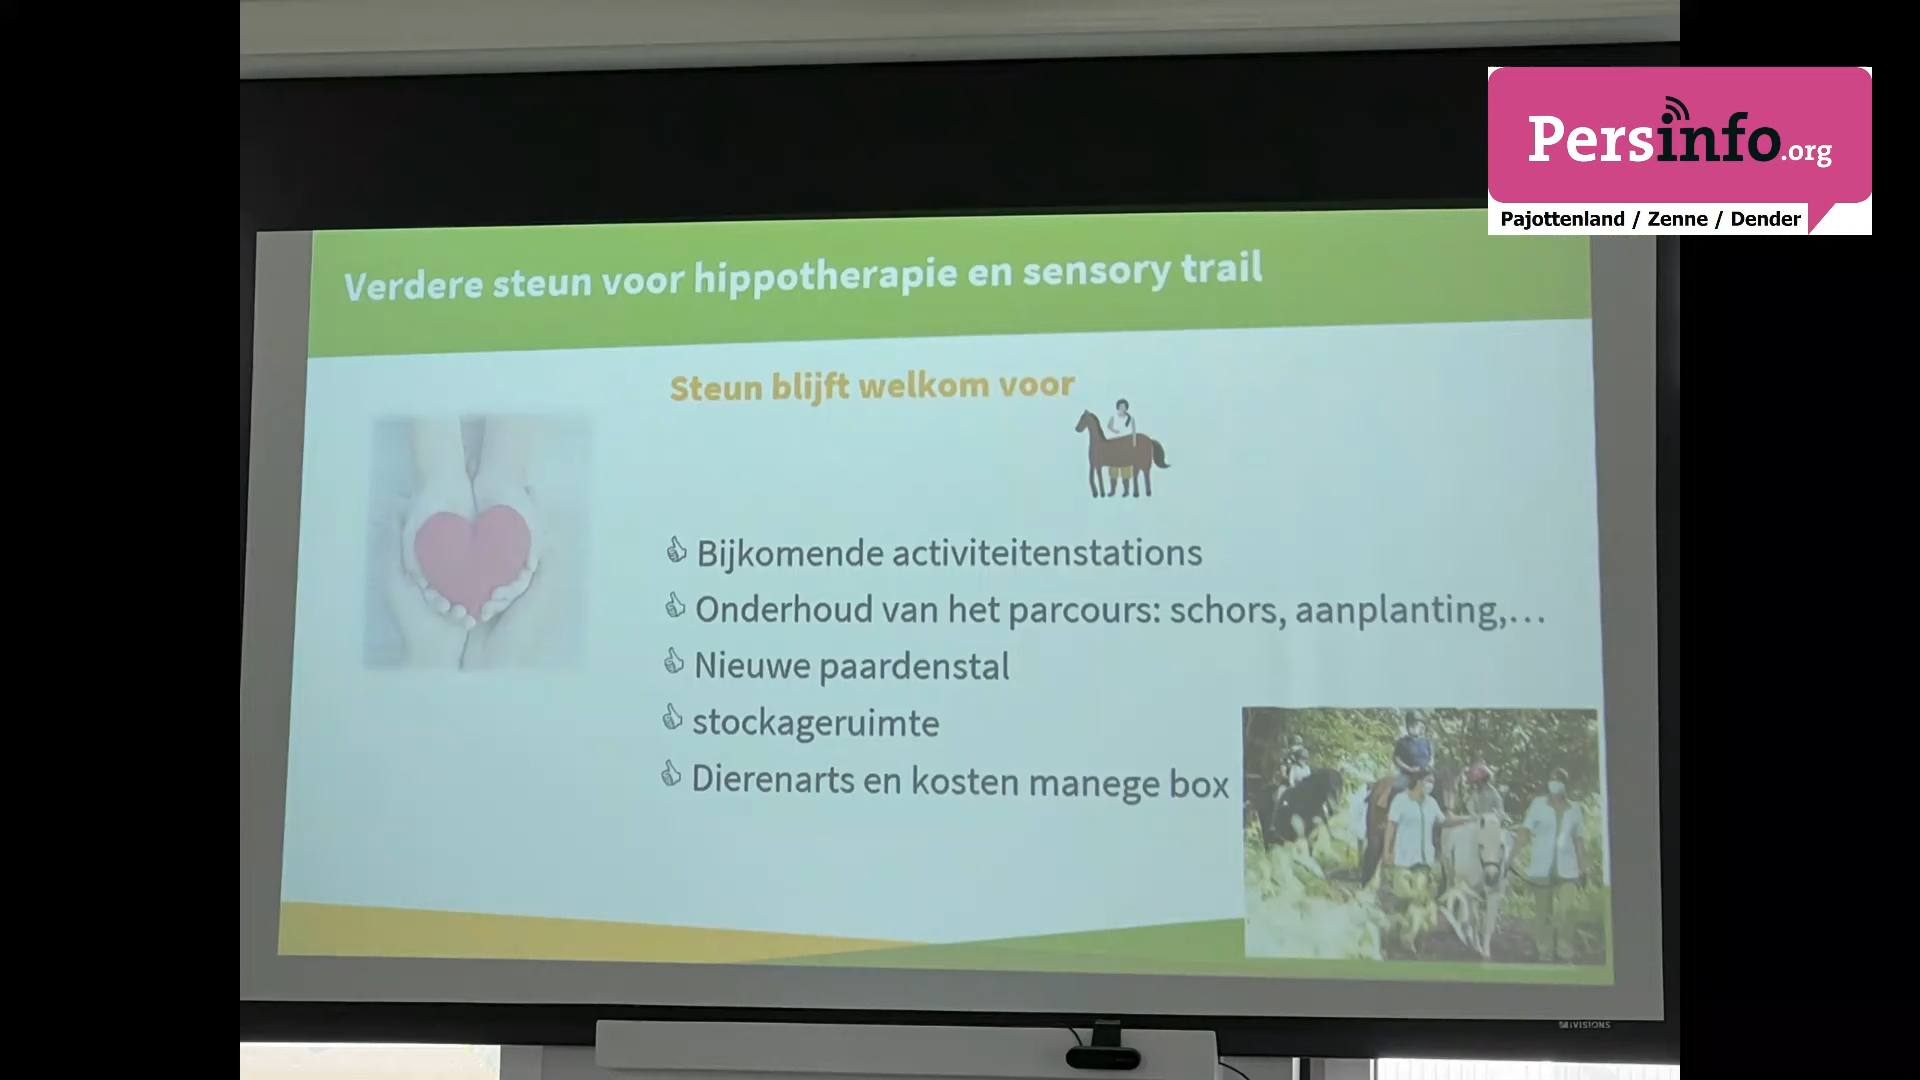 Persinfo.org
Pajottenland / Zenne / Dender
Verdere steun voor hippotherapie en sensory trail
Steun blijft welkom voor
Bijkomende activiteitenstations
Onderhoud van het parcours: schors, aanplanting,...
Nieuwe paardenstal
stockageruimte
Dierenarts en kosten manege box
iVISIONS